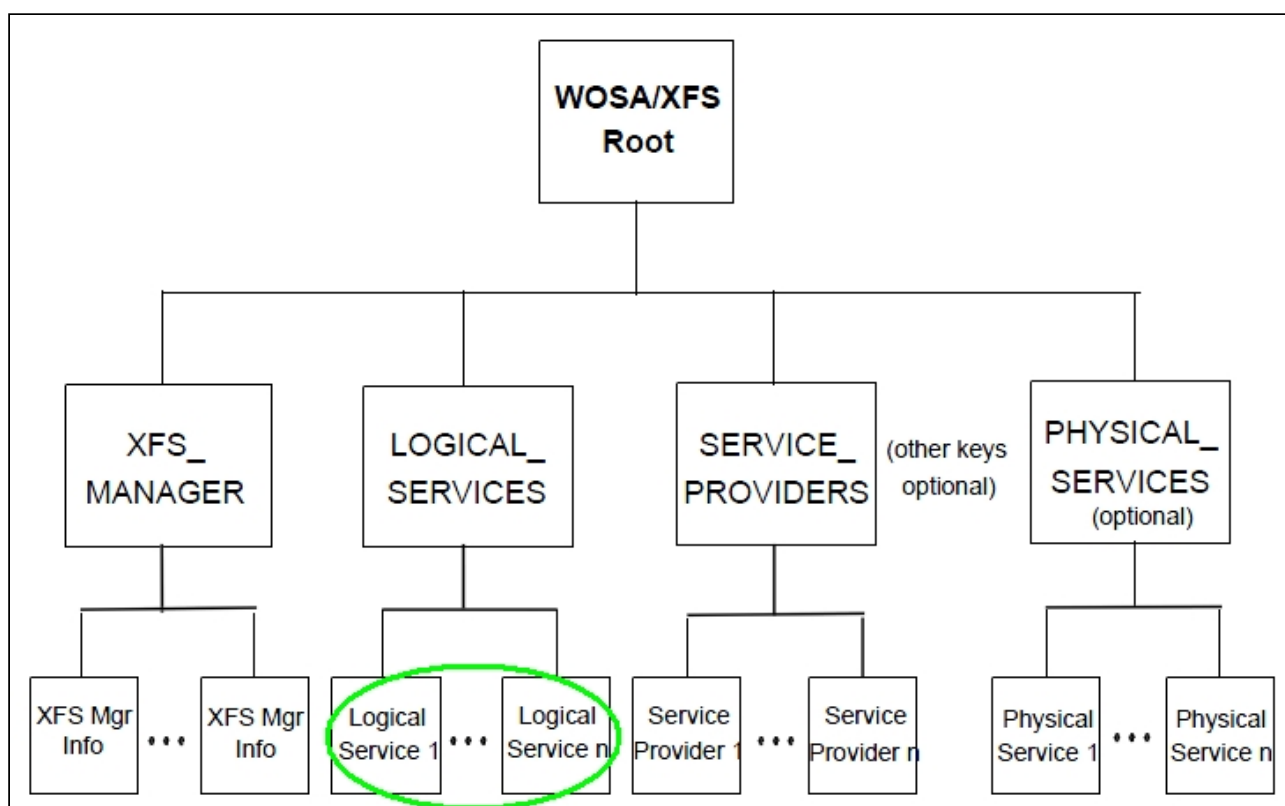 WOSA/XFS
Root
XFS_
MANAGER
LOGICAL_
SERVICES
SERVICE_
PROVIDERS
(other keys
optional)
PHYSICAL_
SERVICES
(optional)
XFS Mgr
Info
•••
XFS Mgr
Info
Logical
Service 1
•••
Logical
Service n
Service
Provider 1
•••
Service
Provider n
Physical
Service 1
•••
Physical
Service n